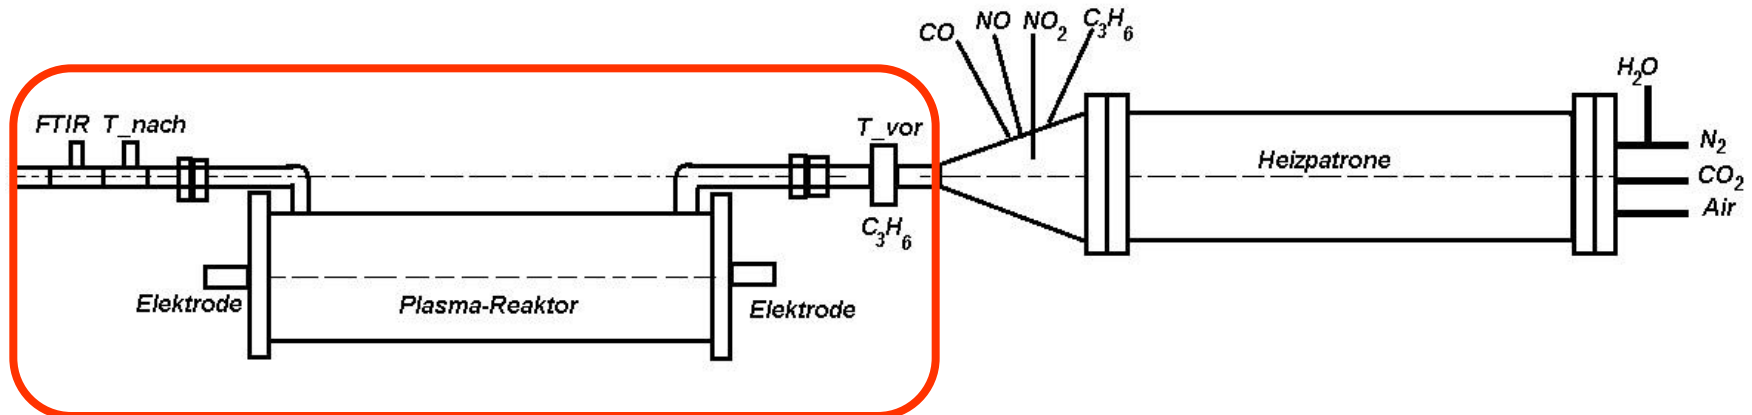 CO
NO
NO₂
C₃H₆
H₂O
FTIR
T_nach
T_vor
N₂
Heizpatrone
CO₂
Air
C₃H₆
Elektrode
Plasma-Reaktor
Elektrode